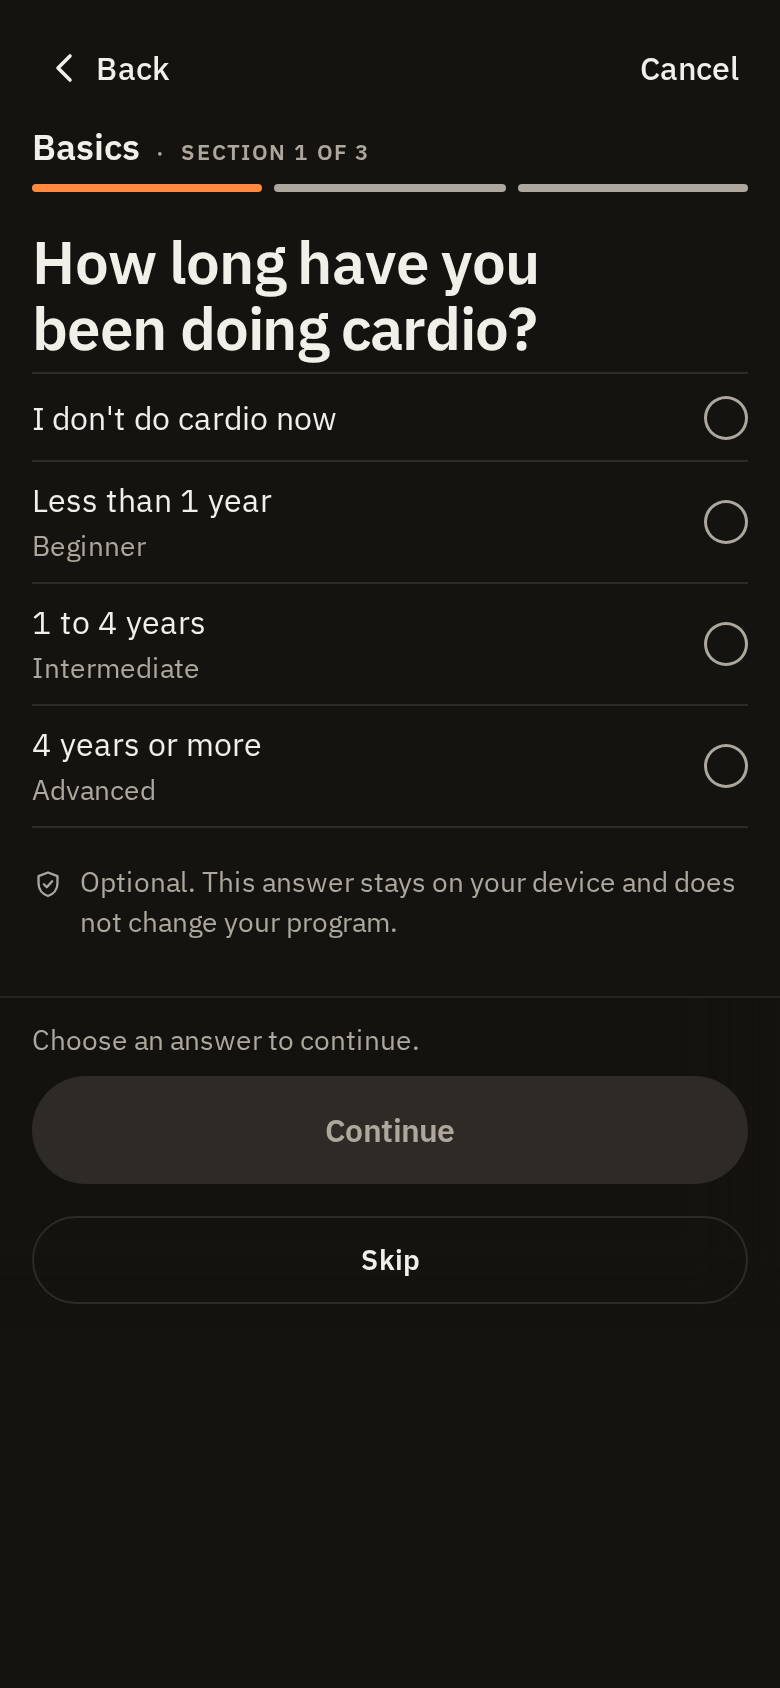 Back
Cancel
Basics · SECTION 1 OF 3
How long have you
been doing cardio?
I don't do cardio now
Less than 1 year
Beginner
1 to 4 years
Intermediate
4 years or more
Advanced
Optional. This answer stays on your device and does
not change your program.
Choose an answer to continue.
Continue
Skip